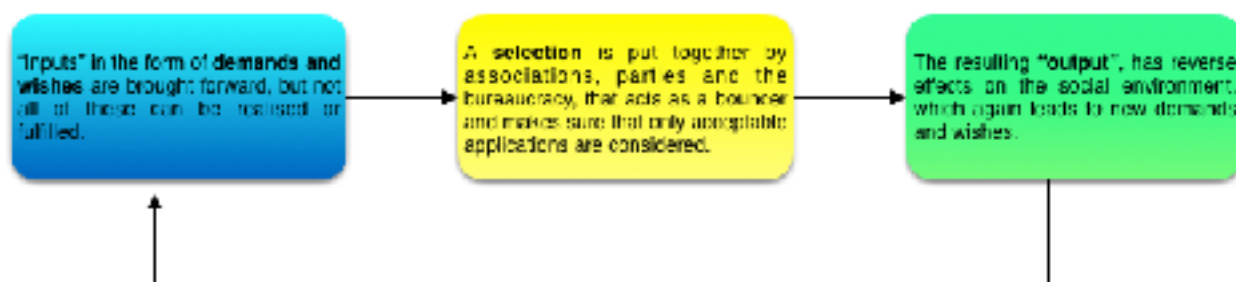 "Inputs" in the form of demands and
wishes are brought forward, but not
all of these can be realised or
fulfilled.
A selection is put together by
associations, parties and the
bureaucracy, that acts as a bouncer
and makes sure that only acceptable
applications are considered.
The resulting "output", has reverse
effects on the social environment,
which again leads to new demands
and wishes.